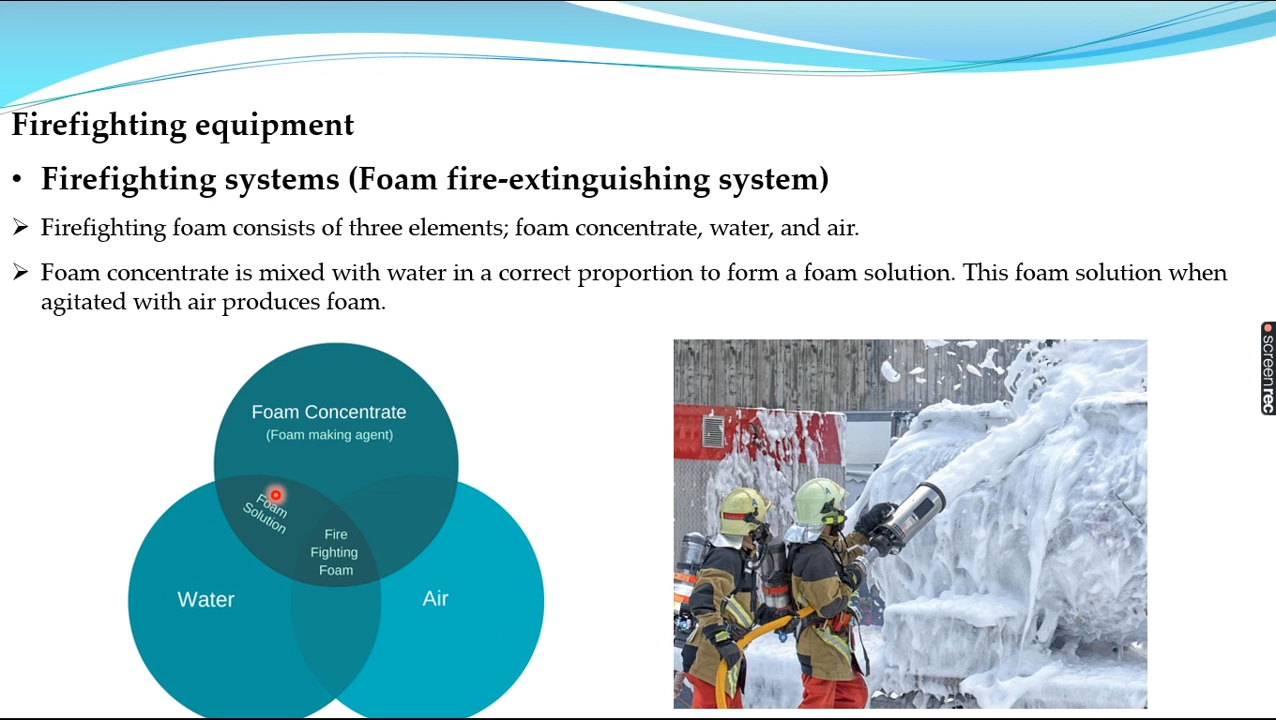 Firefighting equipment
• Firefighting systems (Foam fire-extinguishing system)
➢ Firefighting foam consists of three elements; foam concentrate, water, and air.
➢ Foam concentrate is mixed with water in a correct proportion to form a foam solution. This foam solution when
agitated with air produces foam.
Foam Concentrate
(Foam making agent)
Foam
Solution
Fire
Fighting
Foam
Water
Air
A
A
screenrec